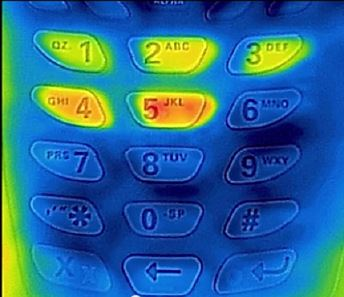 ALPHA
QZ 1 2 ABC 3 DEF
GHI 4 5 JKL 6 MNO
PRS 7 8 TUV 9 WXY
* 0 -SP #
←